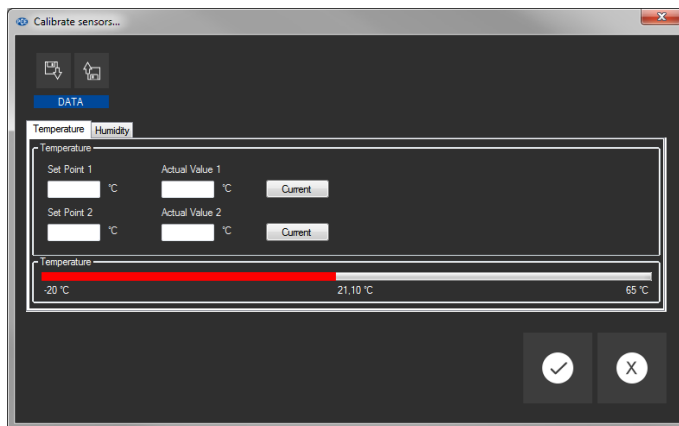 Calibrate sensors...
DATA
Temperature Humidity
Temperature
Set Point 1 Actual Value 1
°C °C Current
Set Point 2 Actual Value 2
°C °C Current
Temperature
-20 °C 21,10 °C 65 °C
X